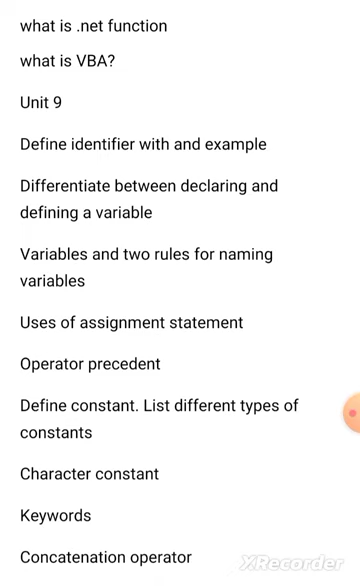 what is .net function
what is VBA?
Unit 9
Define identifier with and example
Differentiate between declaring and
defining a variable
Variables and two rules for naming
variables
Uses of assignment statement
Operator precedent
Define constant. List different types of
constants
Character constant
Keywords
Concatenation operator
XRecorder